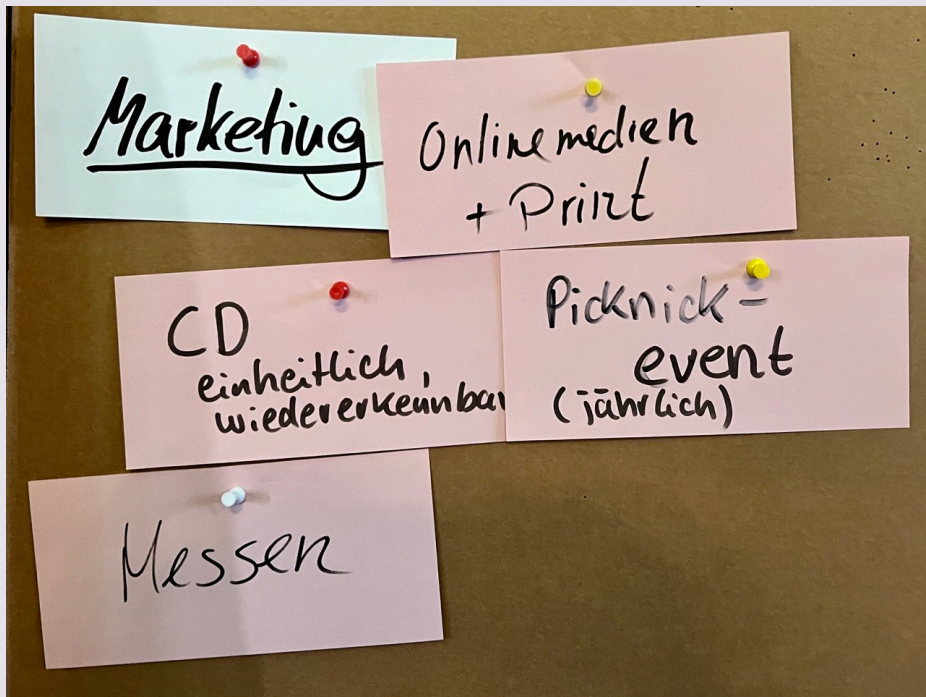 Marketing
Onlinemedien
+ Print
CD
einheitlich,
wiedererkennbar
Picknick-
event
(jährlich)
Messen